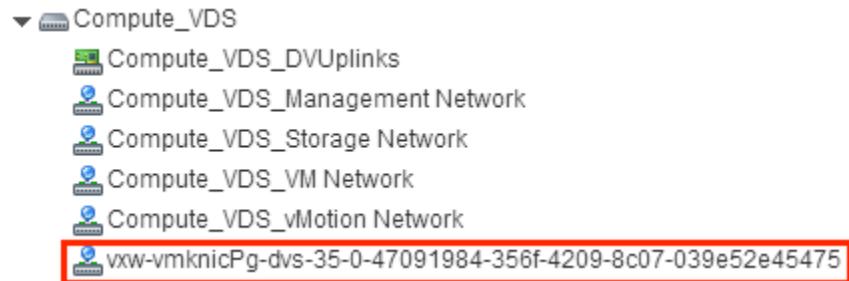 Compute_VDS
Compute_VDS_DVUplinks
Compute_VDS_Management Network
Compute_VDS_Storage Network
Compute_VDS_VM Network
Compute_VDS_vMotion Network
vxw-vmknicPg-dvs-35-0-47091984-356f-4209-8c07-039e52e45475